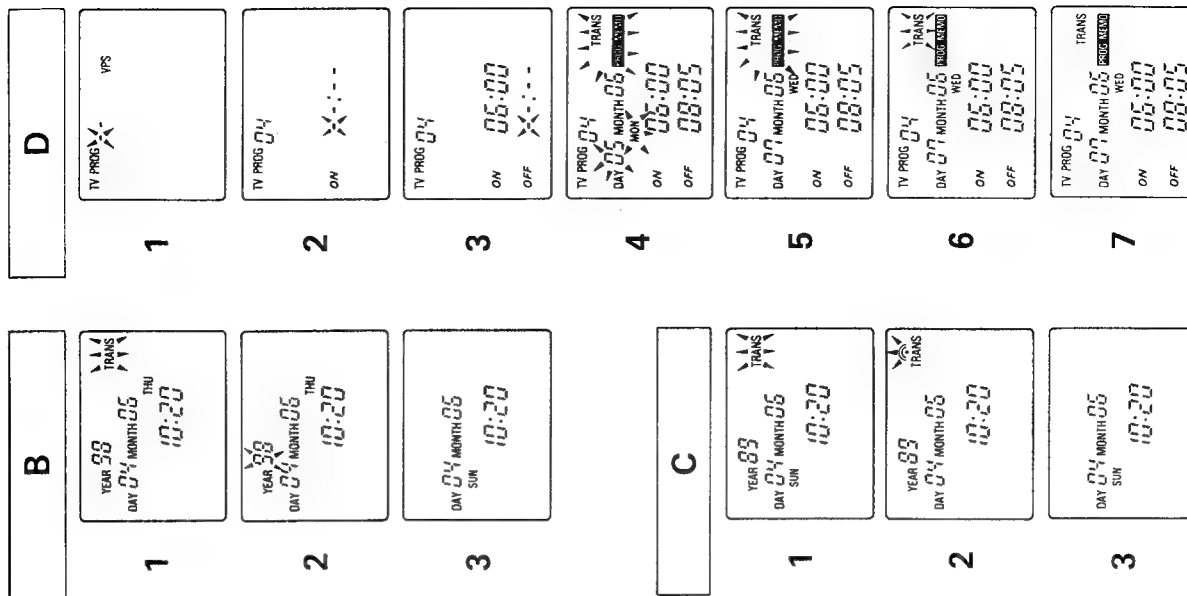 B
1
YEAR 98
TRANS
DAY 04 MONTH 06
THU
10:20
2
YEAR 98
DAY 04 MONTH 06
THU
10:20
3
DAY 04 MONTH 06
SUN
10:20
C
1
YEAR 89
TRANS
DAY 04 MONTH 06
SUN
10:20
2
YEAR 89
TRANS
DAY 04 MONTH 06
10:20
3
DAY 04 MONTH 06
SUN
10:20
D
1
TV PROG --
VPS
2
TV PROG 04
ON --:--
3
TV PROG 04
ON 06:00
OFF --:--
4
TV PROG 04
TRANS
DAY 05 MONTH 06 PROG MEMO
MON
ON 06:00
OFF 08:05
5
TV PROG 04
TRANS
DAY 07 MONTH 06 PROG MEMO
WED
ON 06:00
OFF 08:05
6
TV PROG 04
TRANS
DAY 07 MONTH 06 PROG MEMO
WED
ON 06:00
OFF 08:05
7
TV PROG 04
TRANS
DAY 07 MONTH 06 PROG MEMO
WED
ON 06:00
OFF 08:05